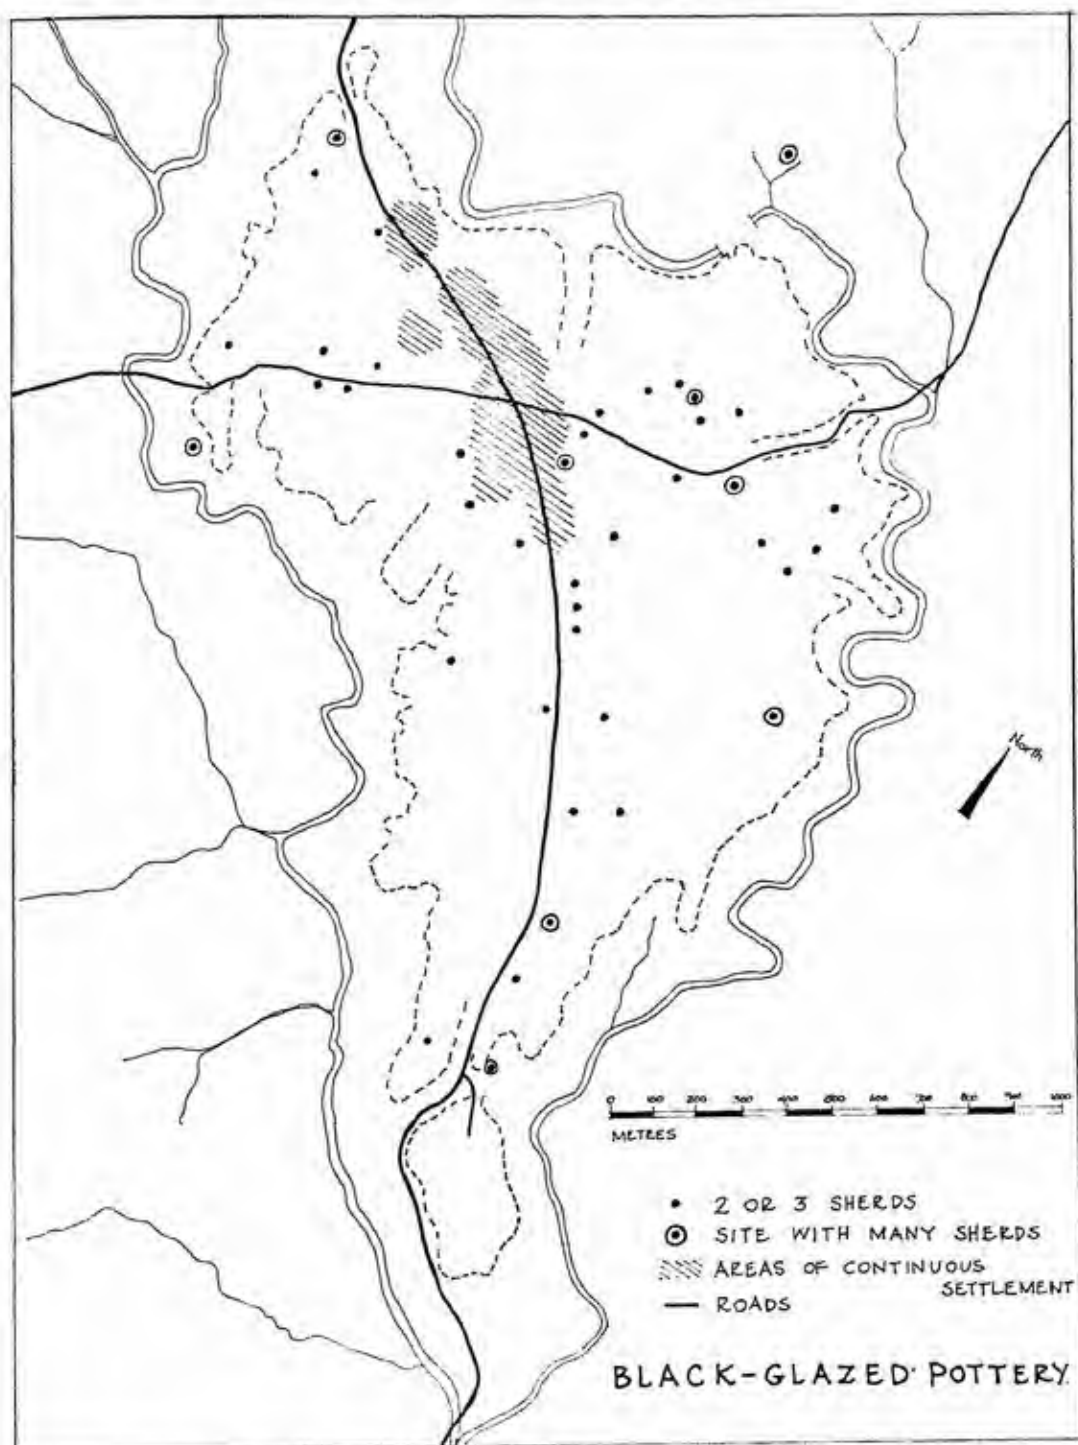 North
0 100 200 300 400 500 600 700 800 900 1000
METRES
2 OR 3 SHERDS
SITE WITH MANY SHERDS
AREAS OF CONTINUOUS
SETTLEMENT
ROADS
BLACK-GLAZED POTTERY.